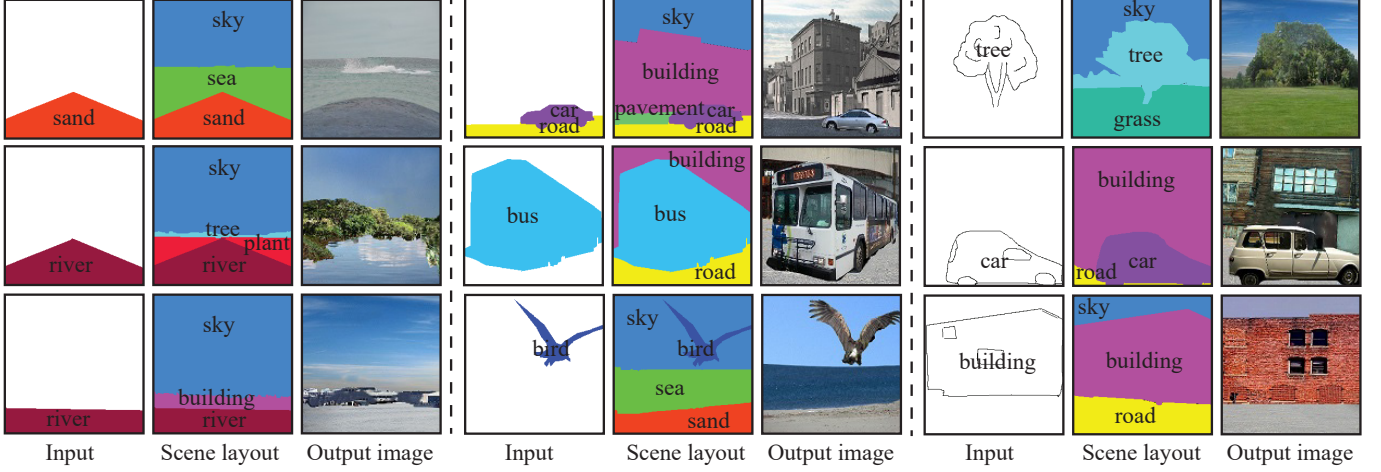 sky
sky
sky
sea
tree
tree
building
sand
sand
pavement
car
car
road
road
grass
sky
building
building
bus
bus
tree
plant
river
river
road
car
road
car
sky
sky
sky
bird
bird
building
building
building
sea
river
river
sand
road
Input
Scene layout
Output image
Input
Scene layout
Output image
Input
Scene layout
Output image